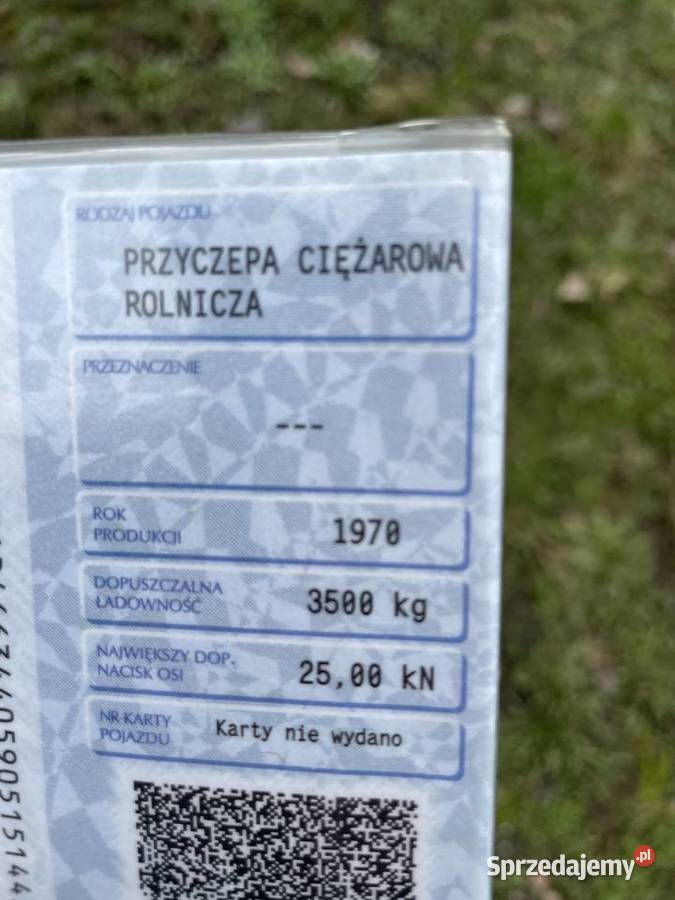 RODZAJ POJAZDU
PRZYCZEPA CIĘŻAROWA
ROLNICZA
PRZEZNACZENIE
---
ROK
PRODUKCJI
1970
DOPUSZCZALNA
ŁADOWNOŚĆ
3500 kg
NAJWIĘKSZY DOP.
NACISK OSI
25,00 kN
NR KARTY
POJAZDU
Karty nie wydano
Sprzedajemy.pl